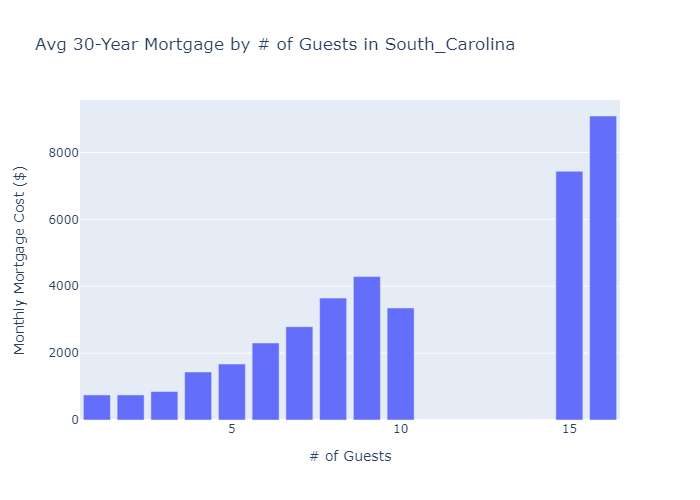 Avg 30-Year Mortgage by # of Guests in South_Carolina
Monthly Mortgage Cost ($)
8000
6000
4000
2000
0
5 10 15
# of Guests